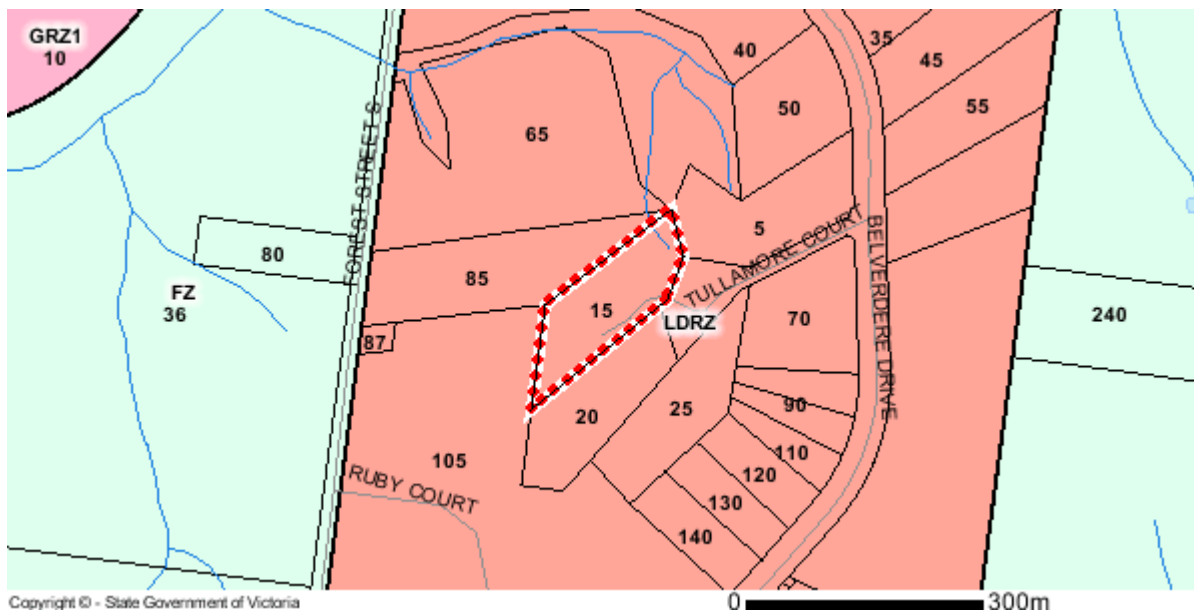 GRZ1
10
40
35
45
55
50
65
FOREST STREET S
5
80
85
FZ
36
15
TULLAMORE COURT
BELVERDERE DRIVE
LDRZ
70
240
87
20
25
90
110
105
RUBY COURT
120
130
140
Copyright © - State Government of Victoria
0
300m